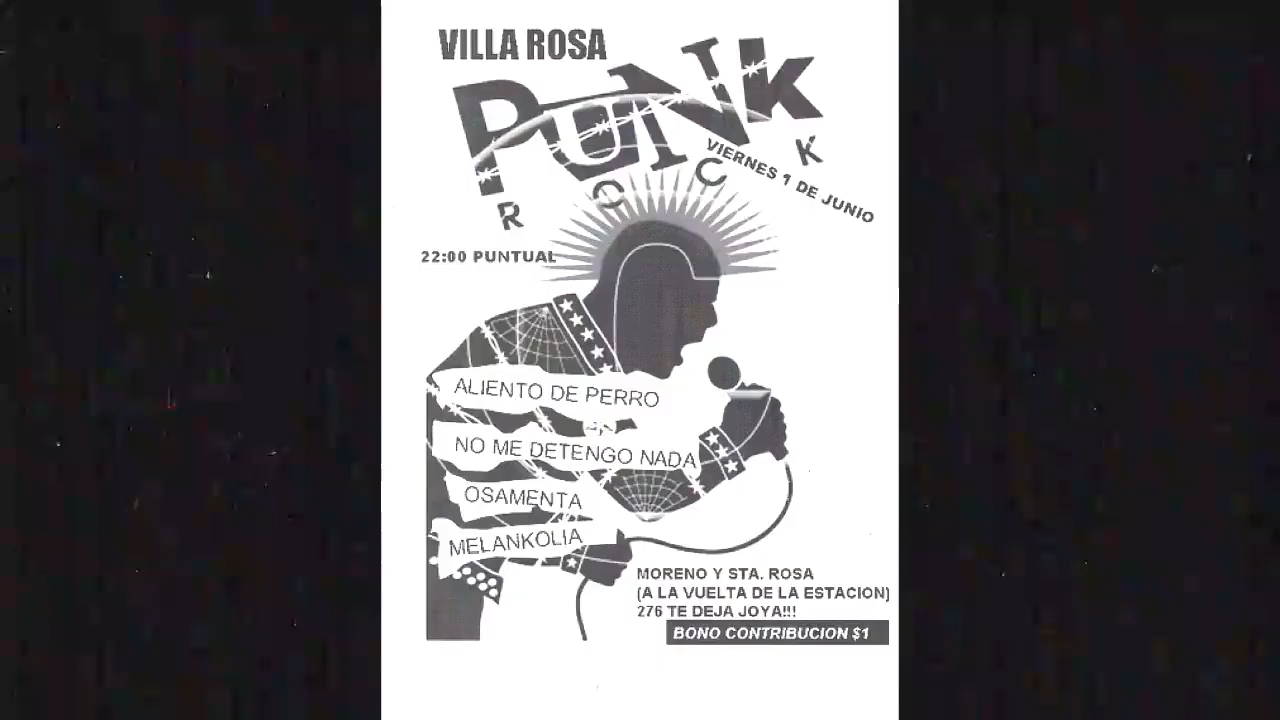 VILLA ROSA
PUNK
ROCK
VIERNES 1 DE JUNIO
22:00 PUNTUAL
ALIENTO DE PERRO
NO ME DETENGO NADA
OSAMENTA
MELANKOLIA
MORENO Y STA. ROSA
(A LA VUELTA DE LA ESTACION)
276 TE DEJA JOYA!!!
BONO CONTRIBUCION $1